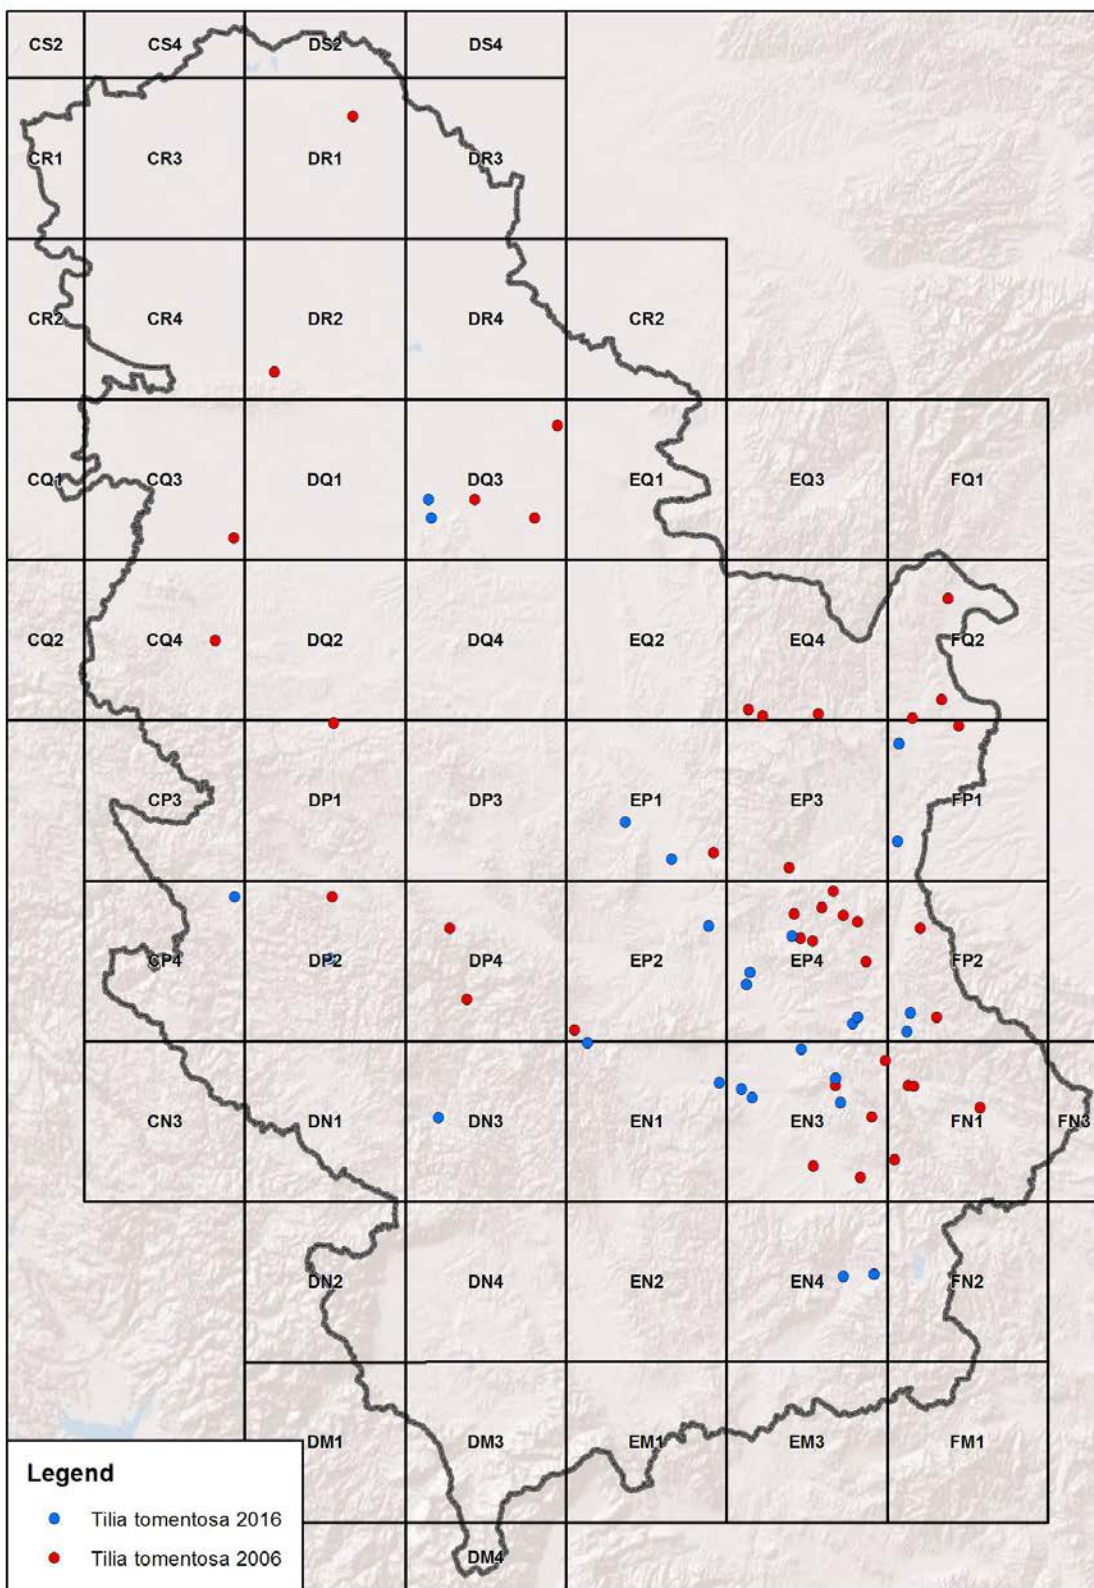 CS2 CS4 DS2 DS4
CR1 CR3 DR1 DR3
CR2 CR4 DR2 DR4 CR2
CQ1 CQ3 DQ1 DQ3 EQ1 EQ3 FQ1
CQ2 CQ4 DQ2 DQ4 EQ2 EQ4 FQ2
CP3 DP1 DP3 EP1 EP3 FP1
CP4 DP2 DP4 EP2 EP4 FP2
CN3 DN1 DN3 EN1 EN3 FN1 FN3
DN2 DN4 EN2 EN4 FN2
DM1 DM3 EM1 EM3 FM1
Legend
Tilia tomentosa 2016
Tilia tomentosa 2006
DM4